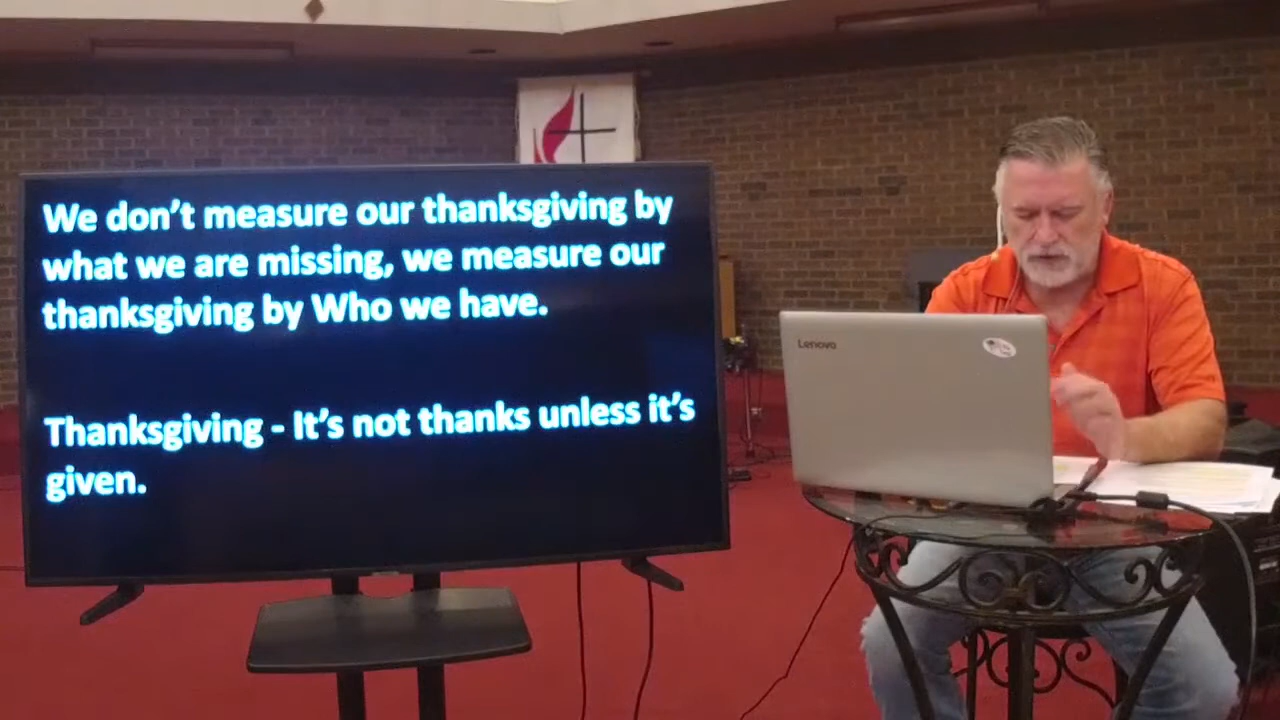 We don't measure our thanksgiving by
what we are missing, we measure our
thanksgiving by Who we have.
Thanksgiving - It's not thanks unless it's
given.
Lenovo